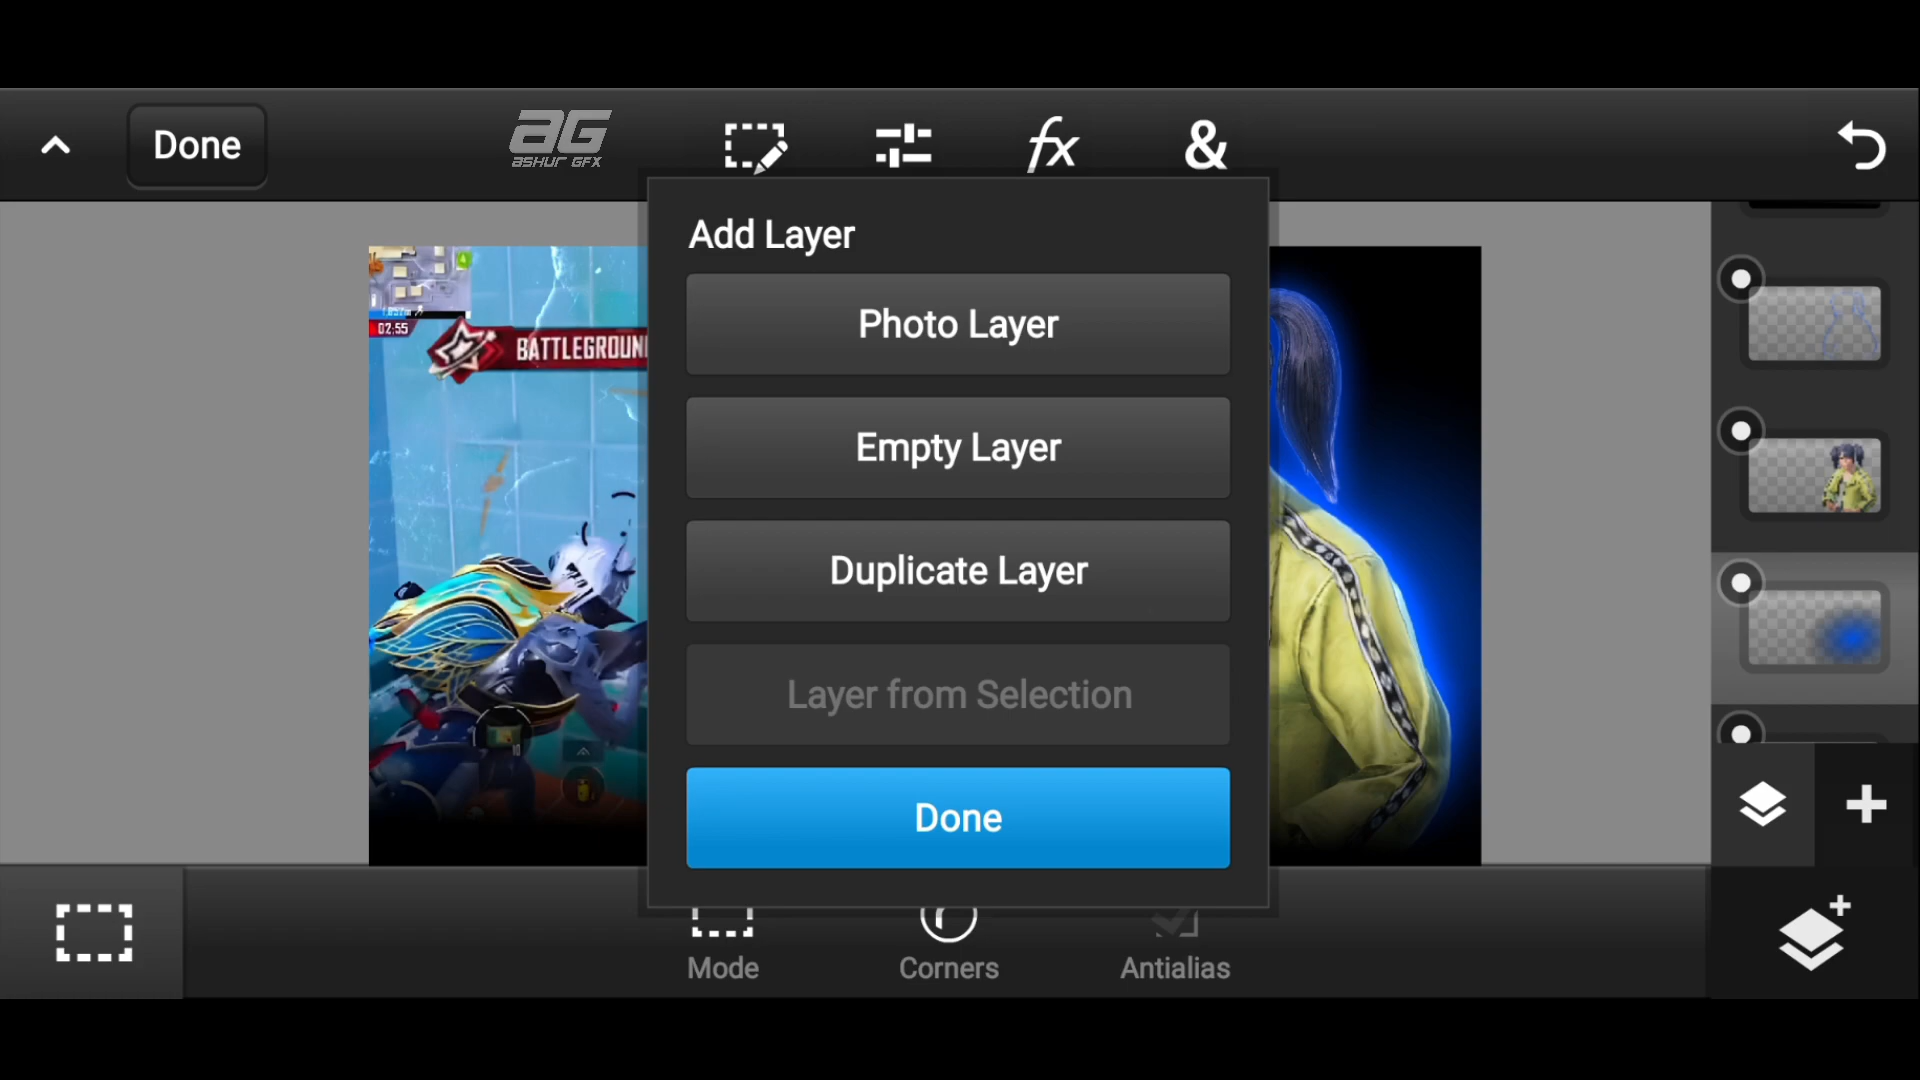 Done
AG
ASHUR GFX
fx
&
Add Layer
Photo Layer
Empty Layer
Duplicate Layer
Layer from Selection
Done
02:55
BATTLEGROUN
Mode
Corners
Antialias